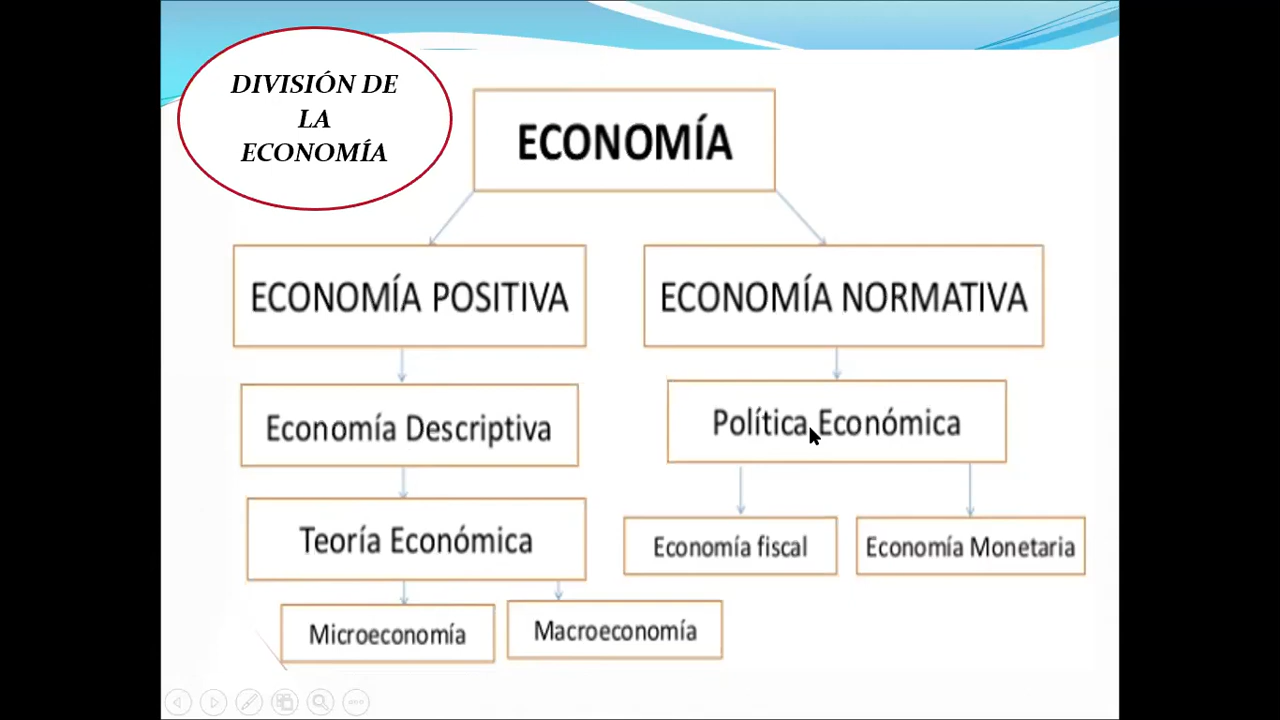 DIVISIÓN DE
LA
ECONOMÍA
ECONOMÍA
ECONOMÍA POSITIVA
ECONOMÍA NORMATIVA
Economía Descriptiva
Política Económica
Teoría Económica
Economía fiscal
Economía Monetaria
Microeconomía
Macroeconomía